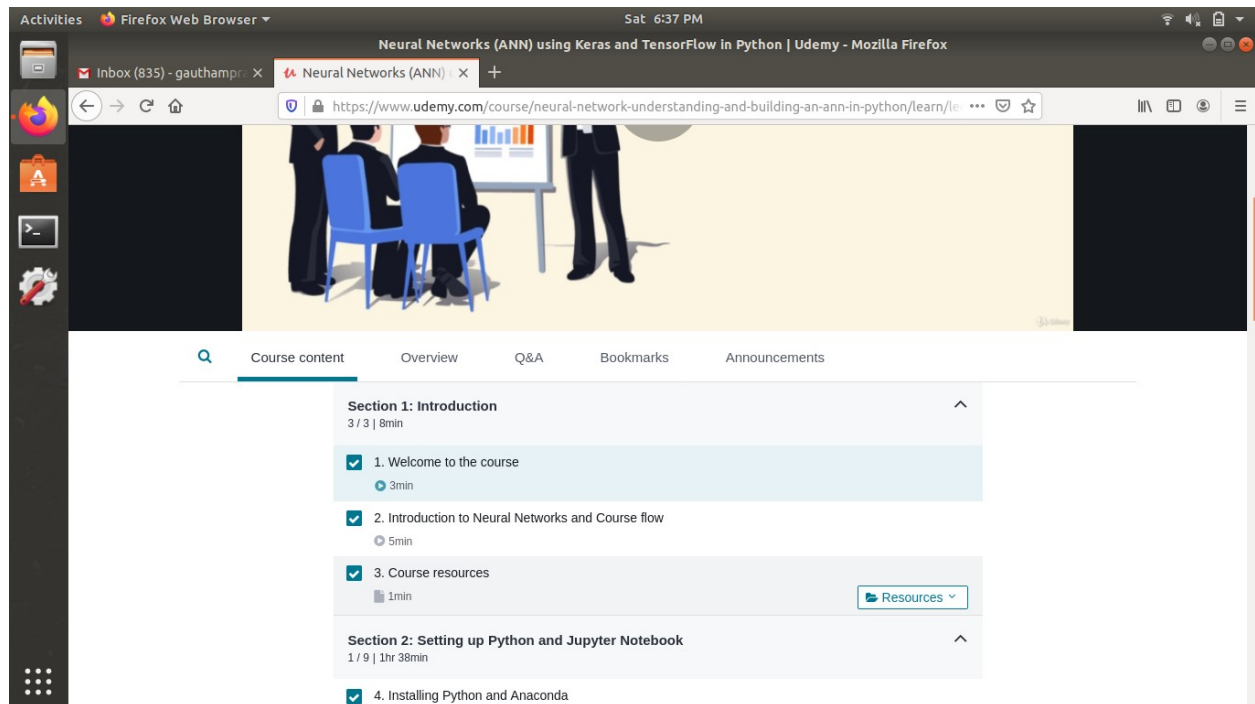 Activities Firefox Web Browser Sat 6:37 PM
Neural Networks (ANN) using Keras and TensorFlow in Python | Udemy - Mozilla Firefox
Inbox (835) - gauthampr Neural Networks (ANN)
https://www.udemy.com/course/neural-network-understanding-and-building-an-ann-in-python/learn/le
Course content Overview Q&A Bookmarks Announcements
Section 1: Introduction
3 / 3 | 8min
1. Welcome to the course
3min
2. Introduction to Neural Networks and Course flow
5min
3. Course resources
1min
Resources
Section 2: Setting up Python and Jupyter Notebook
1 / 9 | 1hr 38min
4. Installing Python and Anaconda